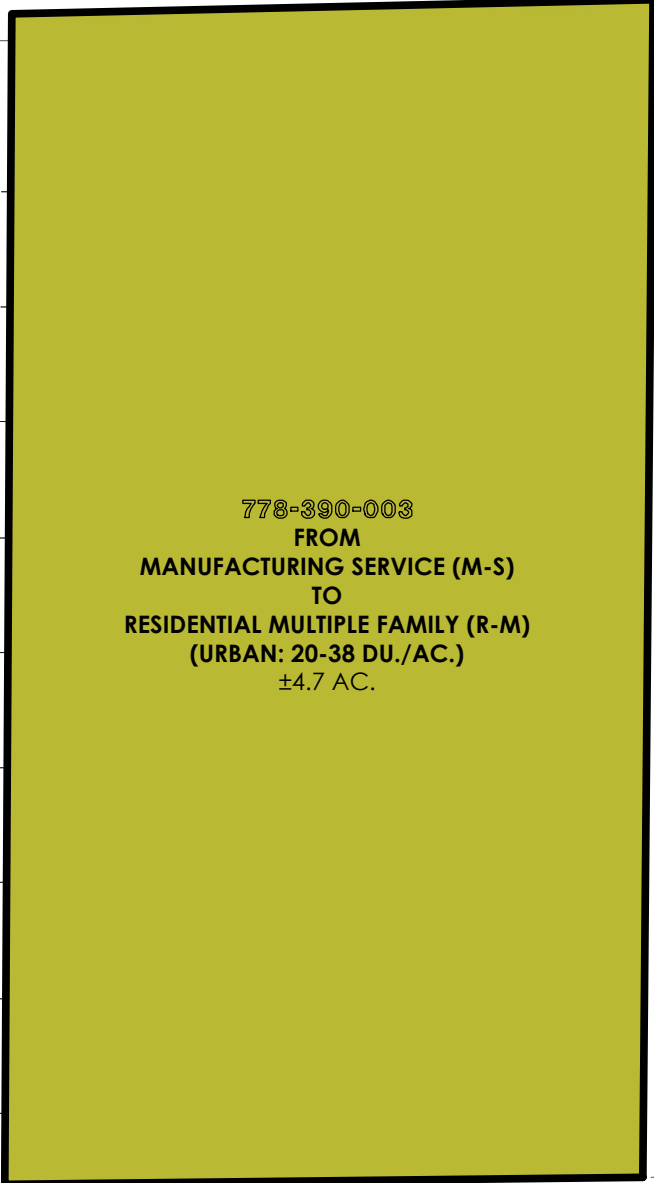 778-390-003
FROM
MANUFACTURING SERVICE (M-S)
TO
RESIDENTIAL MULTIPLE FAMILY (R-M)
(URBAN: 20-38 DU./AC.)
±4.7 AC.